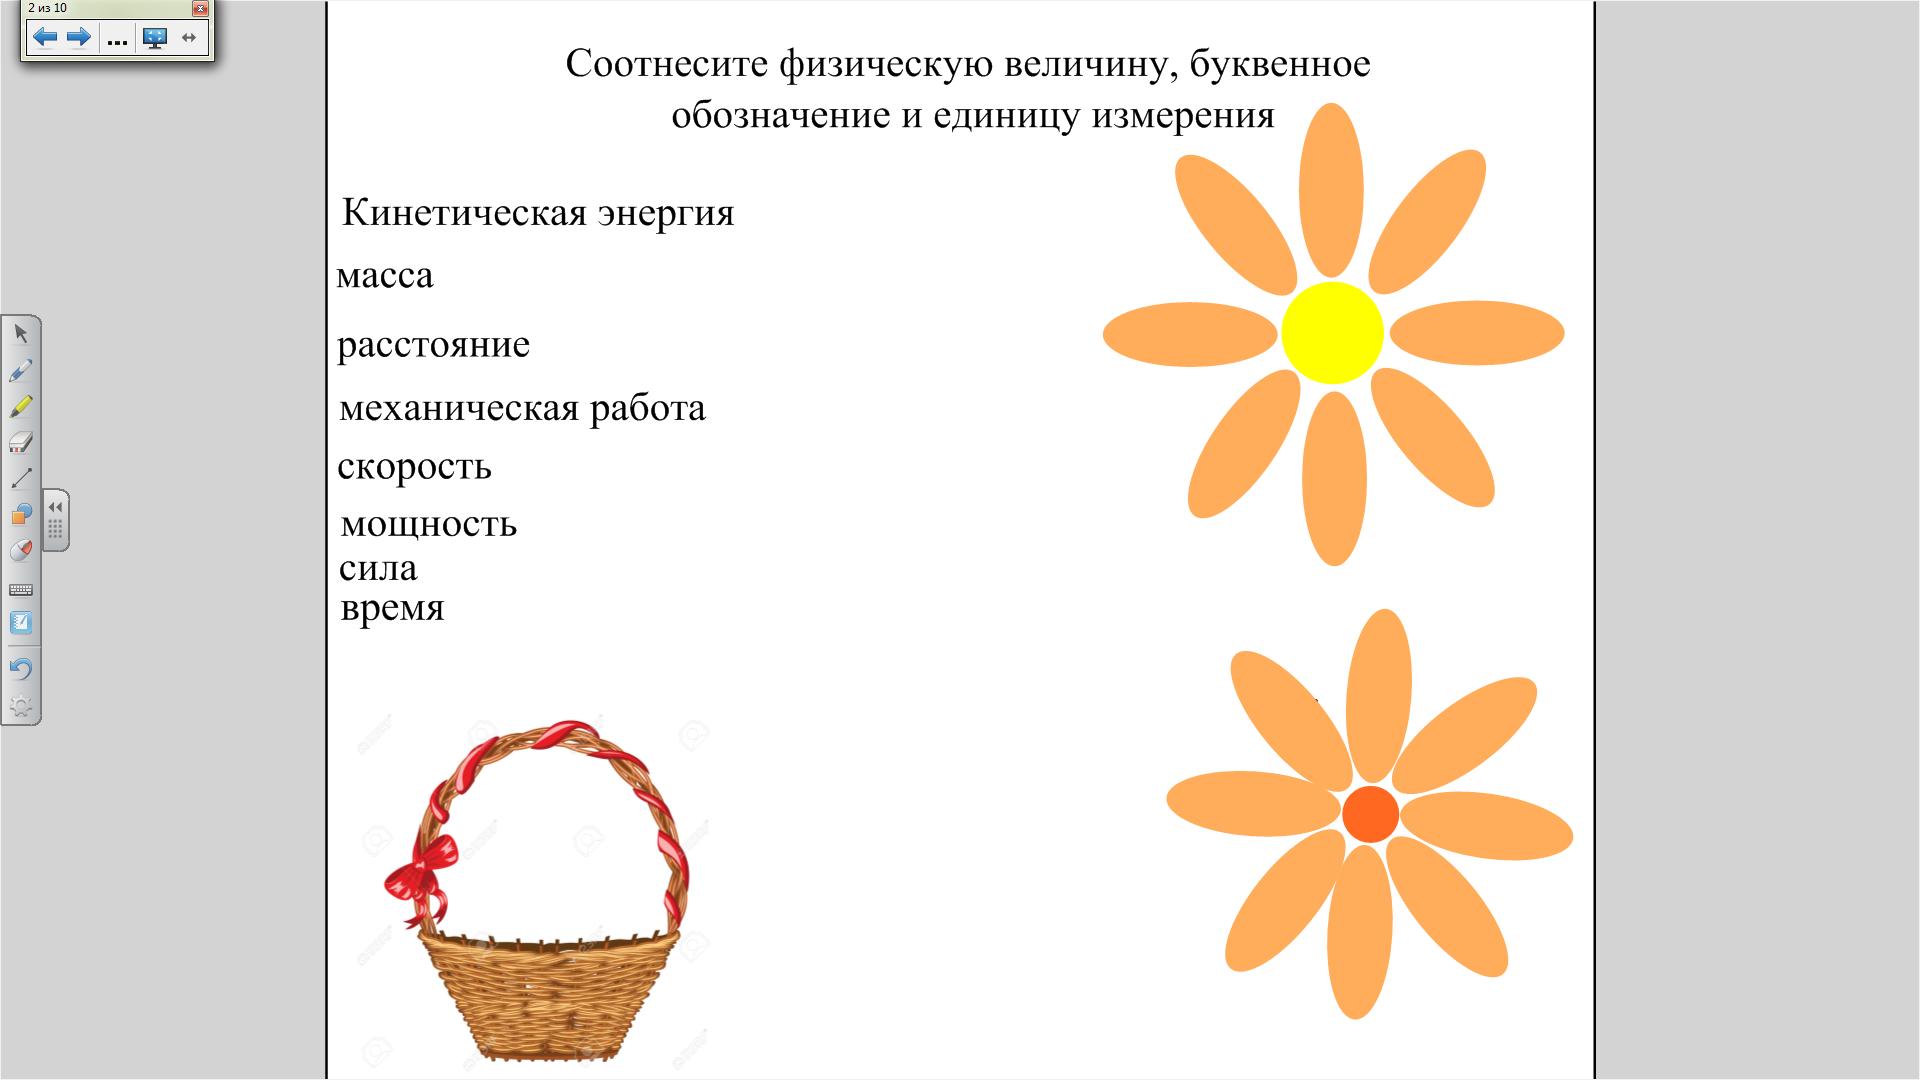 2 из 10
Соотнесите физическую величину, буквенное
обозначение и единицу измерения
Кинетическая энергия
масса
расстояние
механическая работа
скорость
мощность
сила
время